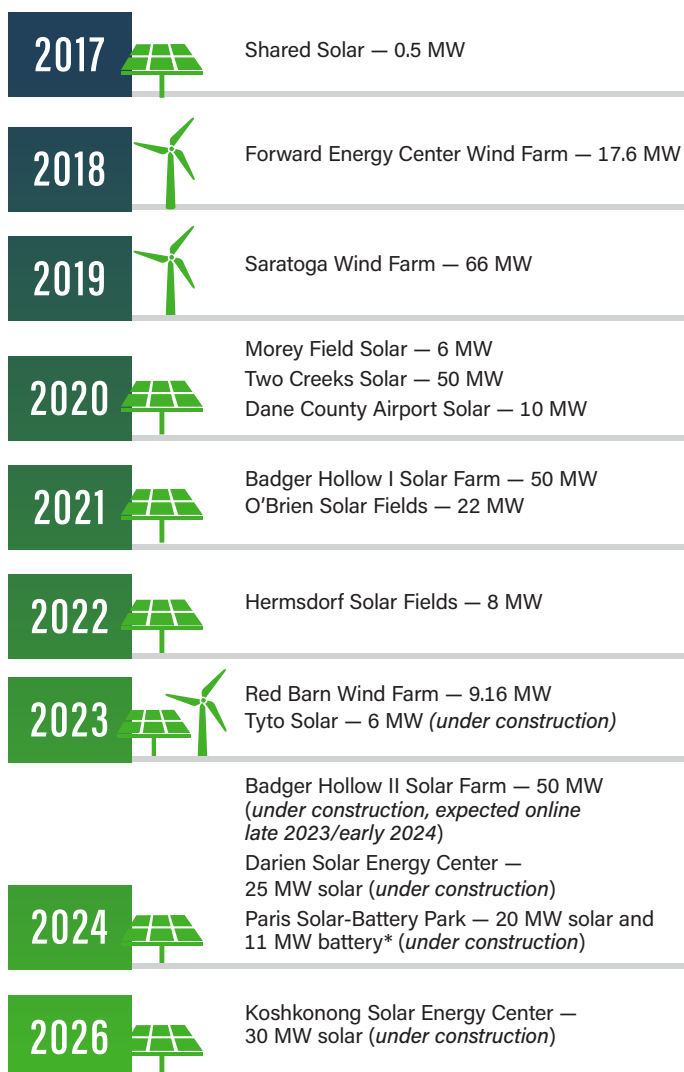 2017
Shared Solar — 0.5 MW
2018
Forward Energy Center Wind Farm — 17.6 MW
2019
Saratoga Wind Farm — 66 MW
2020
Morey Field Solar — 6 MW
Two Creeks Solar — 50 MW
Dane County Airport Solar — 10 MW
2021
Badger Hollow I Solar Farm — 50 MW
O’Brien Solar Fields — 22 MW
2022
Hermsdorf Solar Fields — 8 MW
2023
Red Barn Wind Farm — 9.16 MW
Tyto Solar — 6 MW (under construction)
2024
Badger Hollow II Solar Farm — 50 MW
(under construction, expected online
late 2023/early 2024)
Darien Solar Energy Center —
25 MW solar (under construction)
Paris Solar-Battery Park — 20 MW solar and
11 MW battery* (under construction)
2026
Koshkonong Solar Energy Center —
30 MW solar (under construction)